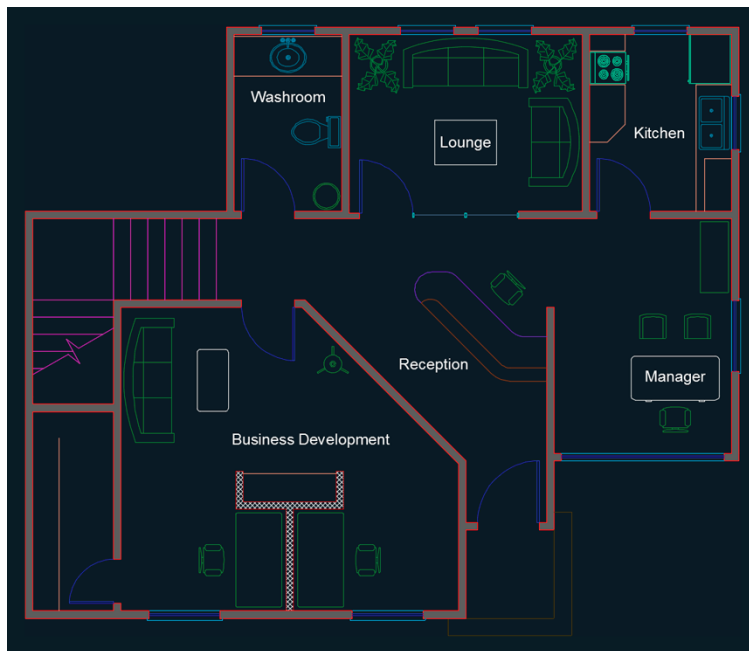 Washroom
Lounge
Kitchen
Reception
Manager
Business Development